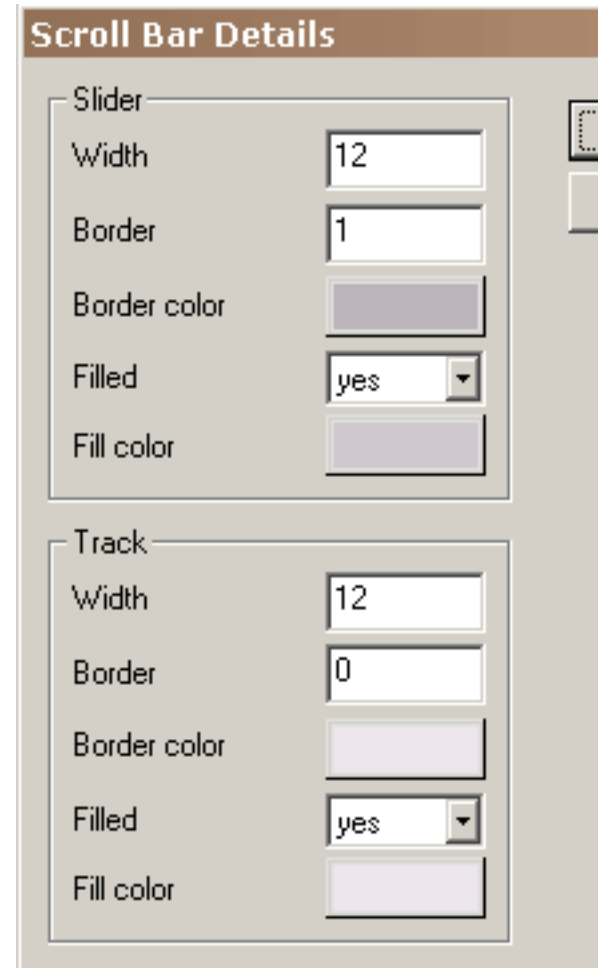 Scroll Bar Details
Slider
Width 12
Border 1
Border color
Filled yes
Fill color
Track
Width 12
Border 0
Border color
Filled yes
Fill color